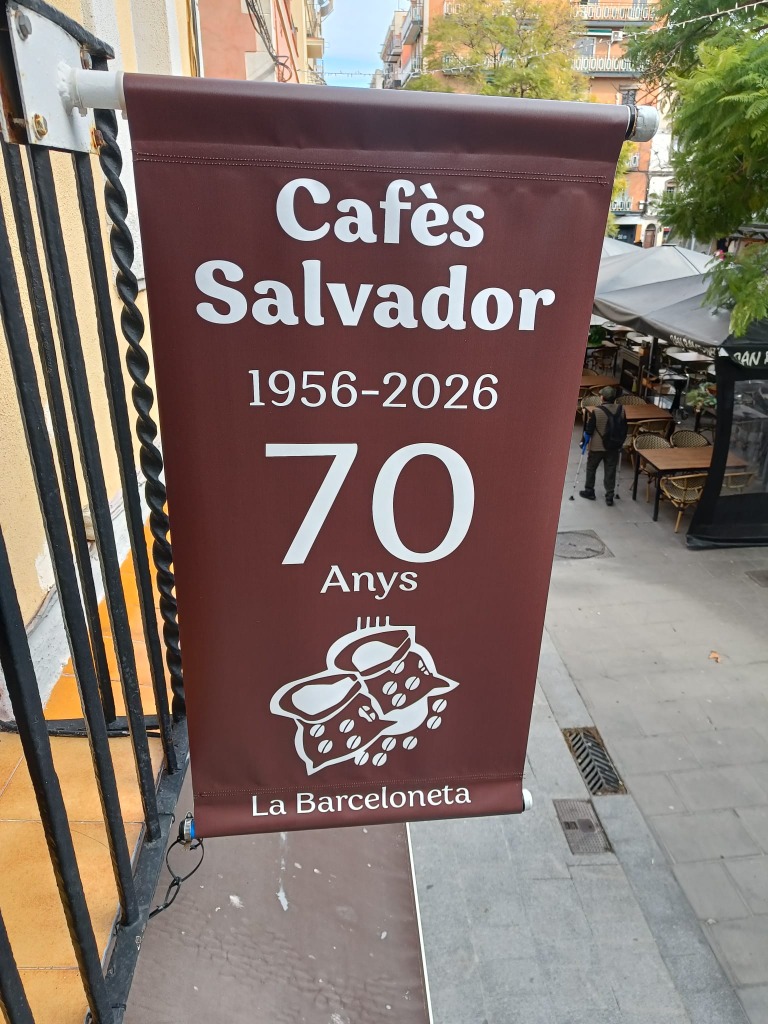 Cafès
Salvador
1956-2026
70
Anys
La Barceloneta